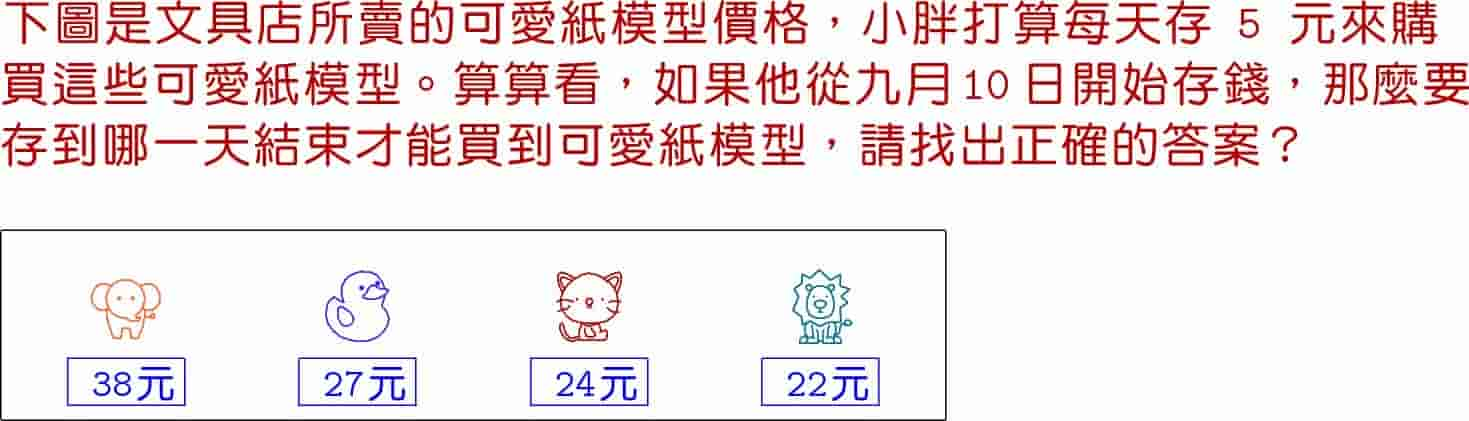 下圖是文具店所賣的可愛紙模型價格，小胖打算每天存 5 元來購
買這些可愛紙模型。算算看，如果他從九月10日開始存錢，那麼要
存到哪一天結束才能買到可愛紙模型，請找出正確的答案？
38元 27元 24元 22元